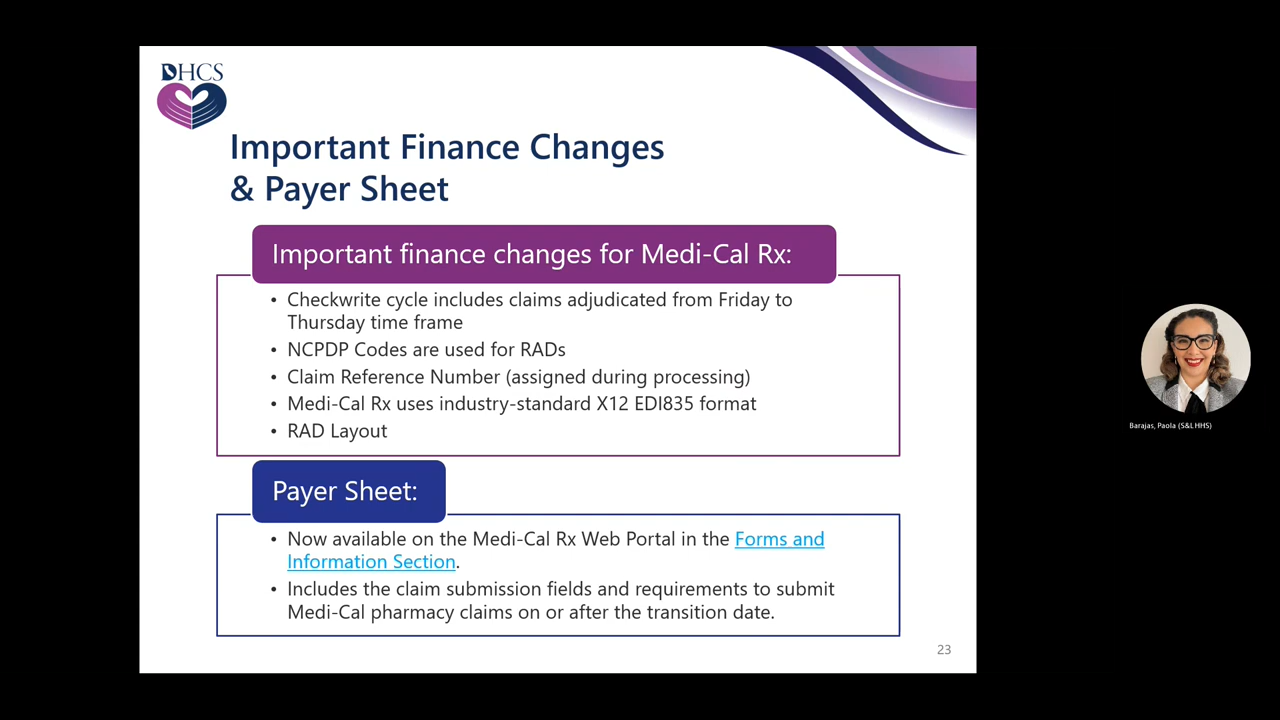 DHCS
Important Finance Changes
& Payer Sheet
Important finance changes for Medi-Cal Rx:
• Checkwrite cycle includes claims adjudicated from Friday to
Thursday time frame
• NCPDP Codes are used for RADs
• Claim Reference Number (assigned during processing)
• Medi-Cal Rx uses industry-standard X12 EDI835 format
• RAD Layout
Payer Sheet:
• Now available on the Medi-Cal Rx Web Portal in the Forms and
Information Section.
• Includes the claim submission fields and requirements to submit
Medi-Cal pharmacy claims on or after the transition date.
23
Barajas, Paola (S&L HHS)